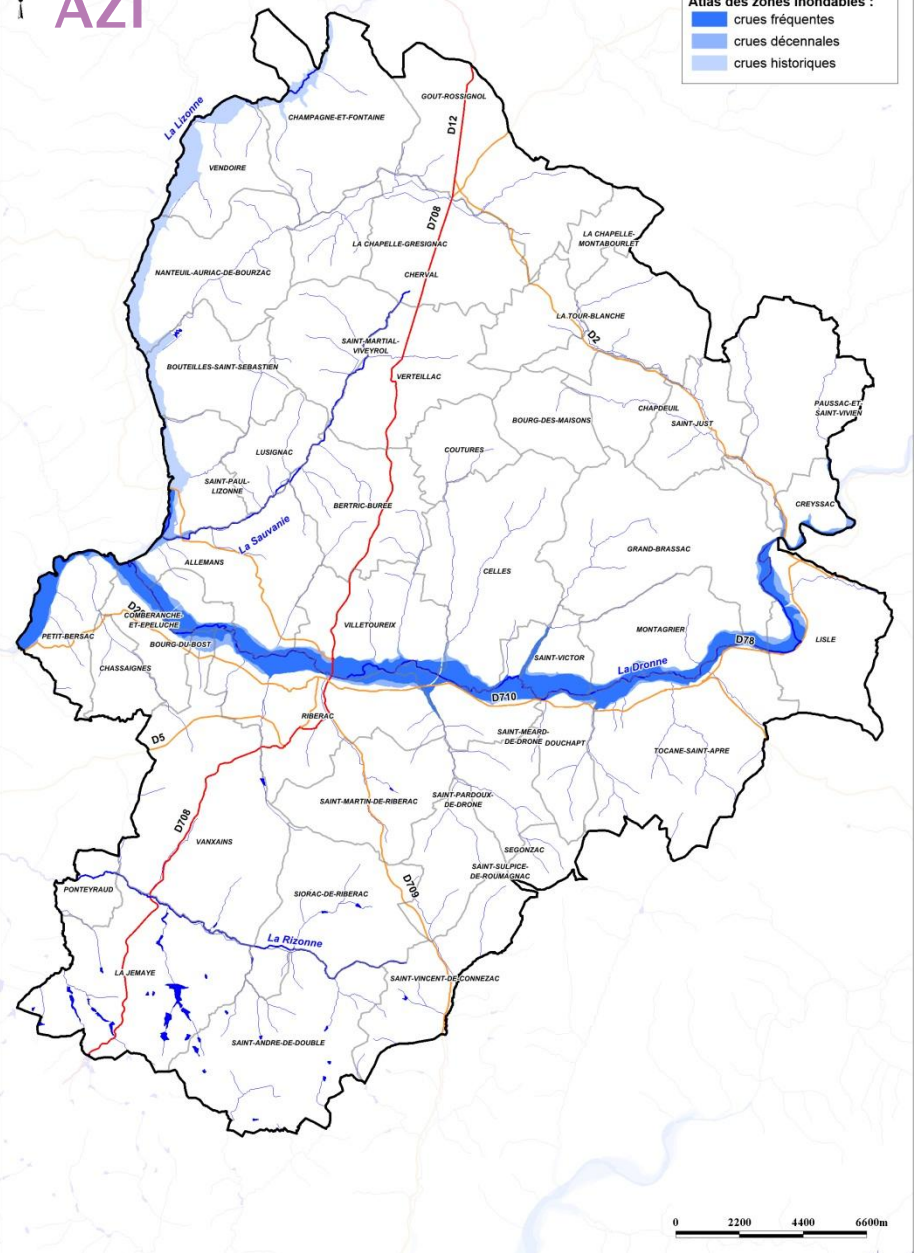 AZI
Atlas des zones inondables :
crues fréquentes
crues décennales
crues historiques
La Lizonne
CHAMPAGNE-ET-FONTAINE
GOUT-ROSSIGNOL
D12
VENDOIRE
D708
LA CHAPELLE-GRESIGNAC
LA CHAPELLE-
MONTABOURLET
NANTEUIL-AURIAC-DE-BOURZAC
CHERVAL
LA TOUR-BLANCHE
D2
SAINT-MARTIAL-
VIVEYROL
BOUTEILLES-SAINT-SEBASTIEN
VERTEILLAC
PAUSSAC-ET-
SAINT-VIVIEN
BOURG-DES-MAISONS
CHAPDEUIL
SAINT-JUST
LUSIGNAC
COUTURES
SAINT-PAUL-
LIZONNE
BERTRIC-BUREE
CREYSSAC
La Sauvanie
GRAND-BRASSAC
ALLEMANS
CELLES
COMBERANCHE-
ET-EPELUCHE
PETIT-BERSAC
BOURG-DU-BOST
VILLETOUREIX
MONTAGRIER
D78
LISLE
SAINT-VICTOR
La Dronne
CHASSAIGNES
D710
RIBERAC
D5
SAINT-MEARD-
DE-DRONE
DOUCHAPT
TOCANE-SAINT-APRE
SAINT-MARTIN-DE-RIBERAC
SAINT-PARDOUX-
DE-DRONE
D708
VANXAINS
SEGONZAC
SAINT-SULPICE-
DE-ROUMAGNAC
PONTEYRAUD
SIORAC-DE-RIBERAC
D709
La Rizonne
LA JEMAYE
SAINT-VINCENT-DE-CONNEZAC
SAINT-ANDRE-DE-DOUBLE
0 2200 4400 6600m